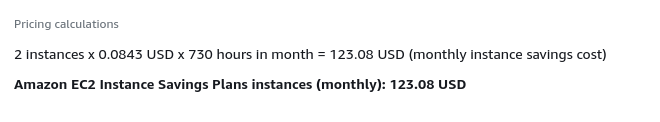 Pricing calculations
2 instances x 0.0843 USD x 730 hours in month = 123.08 USD (monthly instance savings cost)
Amazon EC2 Instance Savings Plans instances (monthly): 123.08 USD